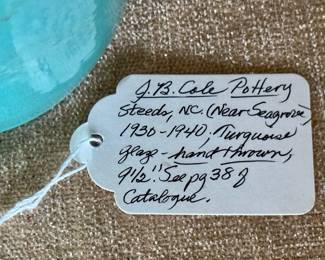 J.B. Cole Pottery
Steeds, NC. (Near Seagrove)
1930-1940. Turquoise
glaze - hand thrown,
9½". See pg 38 of
Catalogue.